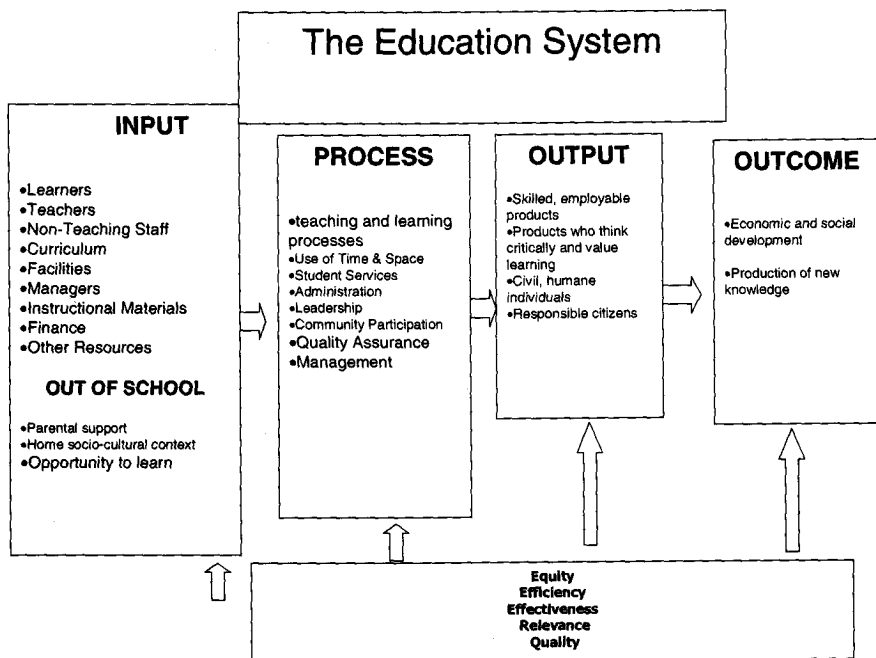 The Education System
INPUT
•Learners
•Teachers
•Non-Teaching Staff
•Curriculum
•Facilities
•Managers
•Instructional Materials
•Finance
•Other Resources
OUT OF SCHOOL
•Parental support
•Home socio-cultural context
•Opportunity to learn
PROCESS
•teaching and learning
processes
•Use of Time & Space
•Student Services
•Administration
•Leadership
•Community Participation
•Quality Assurance
•Management
OUTPUT
•Skilled, employable
products
•Products who think
critically and value
learning
•Civil, humane
individuals
•Responsible citizens
OUTCOME
•Economic and social
development
•Production of new
knowledge
Equity
Efficiency
Effectiveness
Relevance
Quality